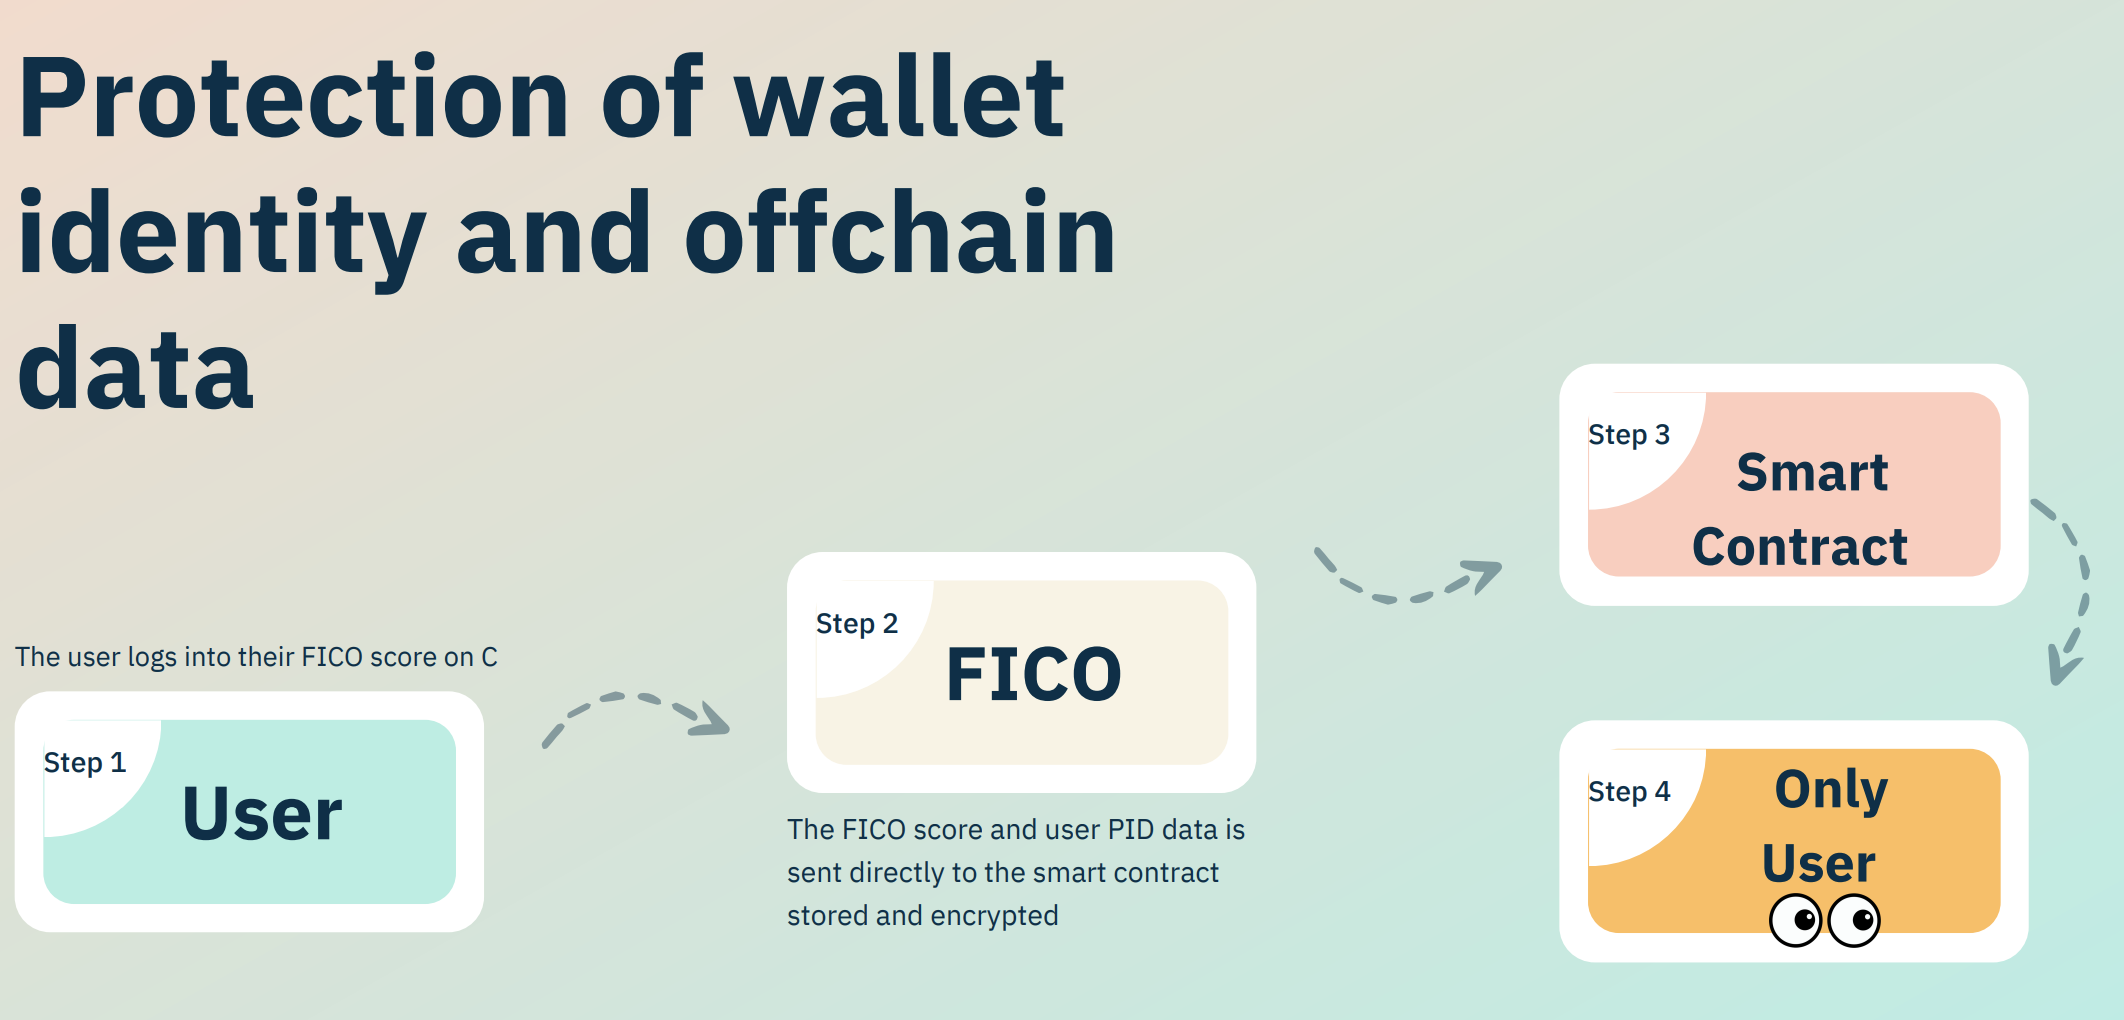 Protection of wallet
identity and offchain
data
The user logs into their FICO score on C
Step 1
User
Step 2
FICO
The FICO score and user PID data is
sent directly to the smart contract
stored and encrypted
Step 3
Smart
Contract
Step 4
Only
User